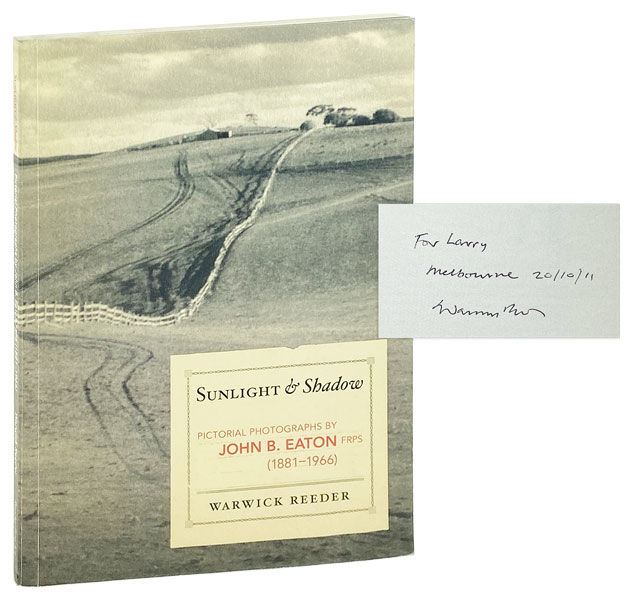 SUNLIGHT & Shadow
PICTORIAL PHOTOGRAPHS BY
JOHN B. EATON FRPS
(1881–1966)
WARWICK REEDER
For Larry
Melbourne 20/10/11